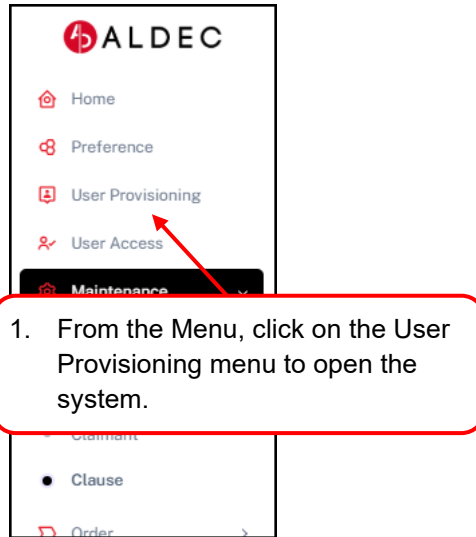 ALDEC
Home
Preference
User Provisioning
User Access
Maintenance
1. From the Menu, click on the User
Provisioning menu to open the
system.
Claimant
Clause
Order